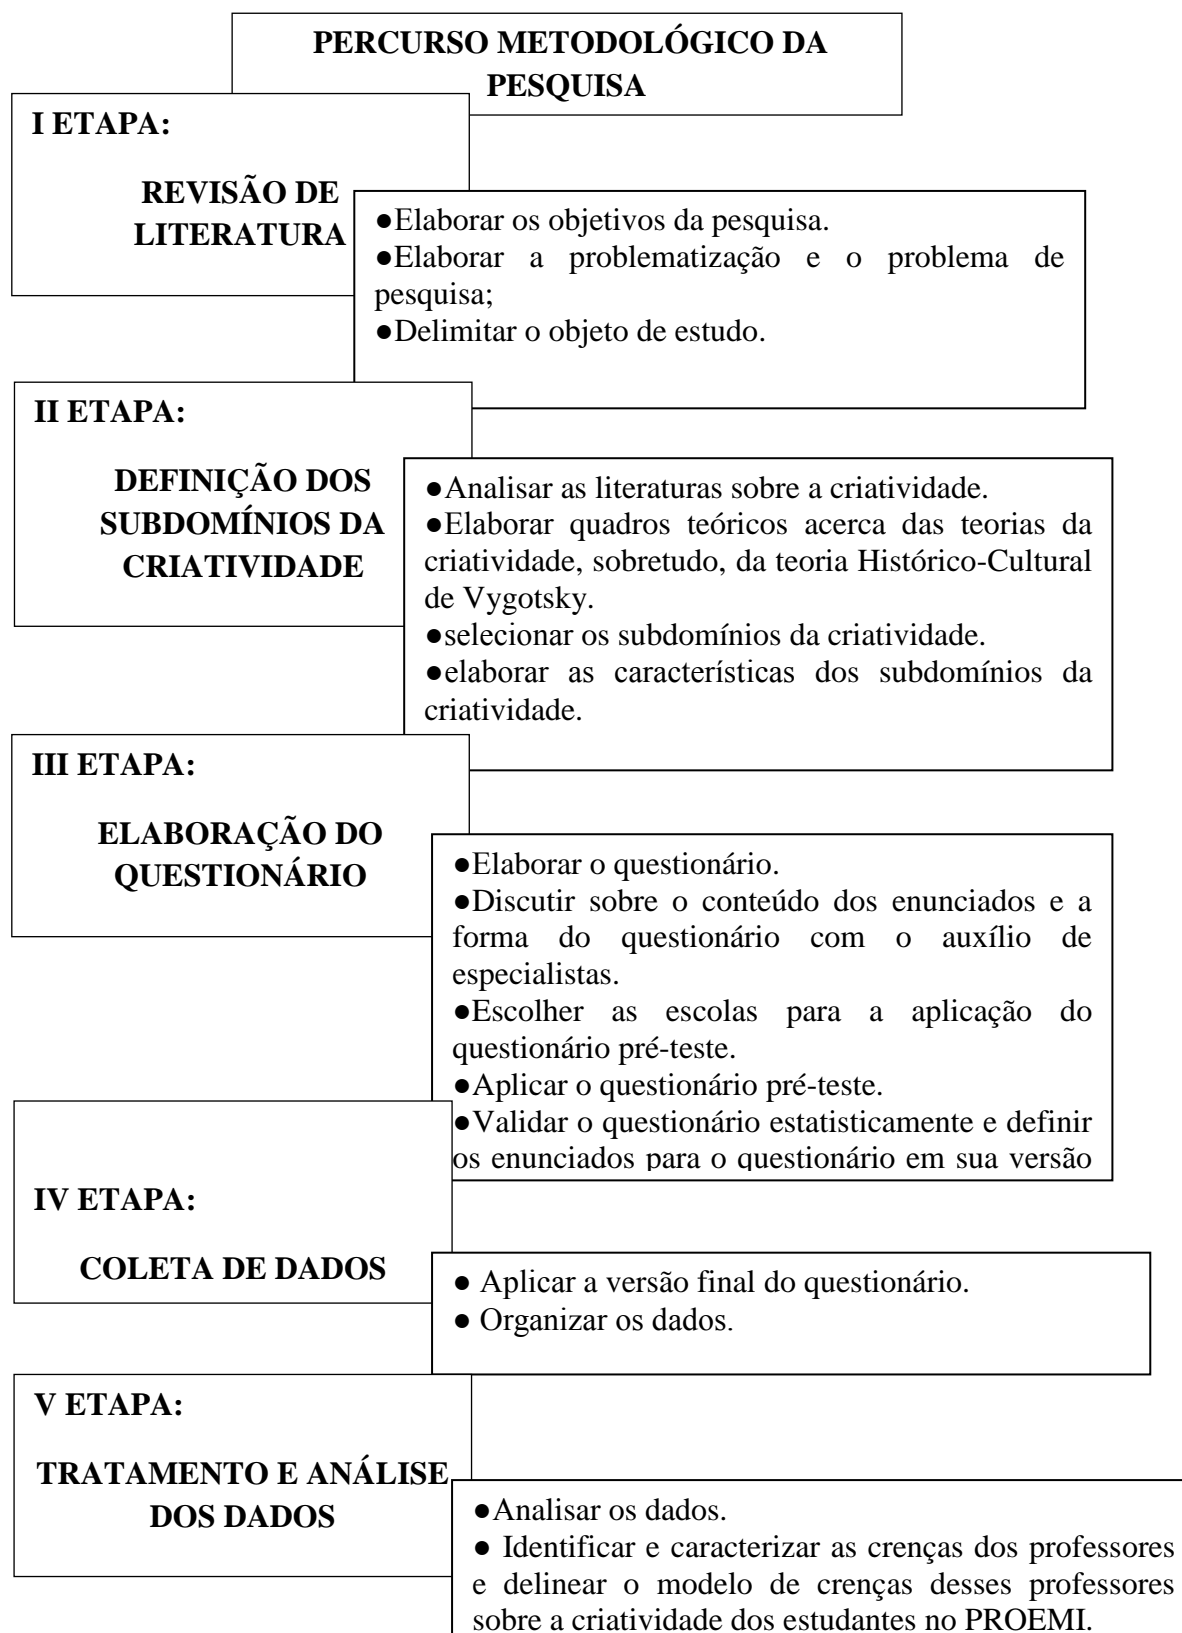 PERCURSO METODOLÓGICO DA
PESQUISA
I ETAPA:
REVISÃO DE
LITERATURA
●Elaborar os objetivos da pesquisa.
●Elaborar a problematização e o problema de
pesquisa;
●Delimitar o objeto de estudo.
II ETAPA:
DEFINIÇÃO DOS
SUBDOMÍNIOS DA
CRIATIVIDADE
●Analisar as literaturas sobre a criatividade.
●Elaborar quadros teóricos acerca das teorias da
criatividade, sobretudo, da teoria Histórico-Cultural
de Vygotsky.
●selecionar os subdomínios da criatividade.
●elaborar as características dos subdomínios da
criatividade.
III ETAPA:
ELABORAÇÃO DO
QUESTIONÁRIO
●Elaborar o questionário.
●Discutir sobre o conteúdo dos enunciados e a
forma do questionário com o auxílio de
especialistas.
●Escolher as escolas para a aplicação do
questionário pré-teste.
●Aplicar o questionário pré-teste.
●Validar o questionário estatisticamente e definir
os enunciados para o questionário em sua versão
IV ETAPA:
COLETA DE DADOS
● Aplicar a versão final do questionário.
● Organizar os dados.
V ETAPA:
TRATAMENTO E ANÁLISE
DOS DADOS
●Analisar os dados.
● Identificar e caracterizar as crenças dos professores
e delinear o modelo de crenças desses professores
sobre a criatividade dos estudantes no PROEMI.